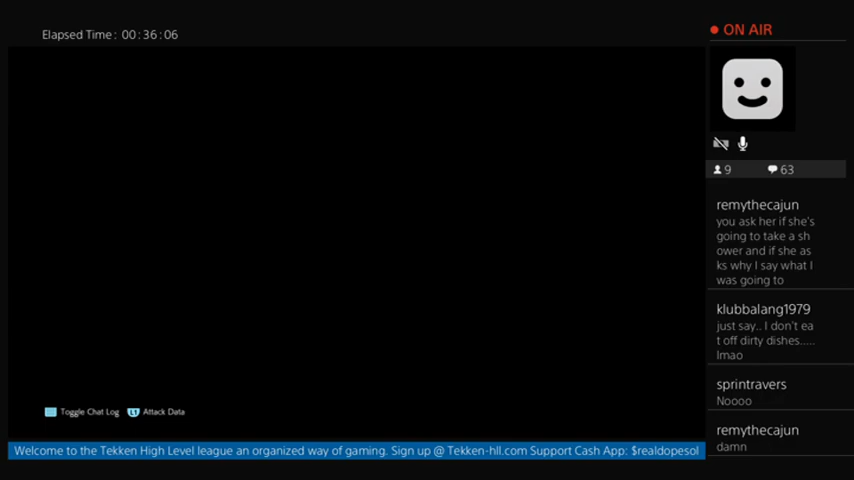 Elapsed Time: 00:36:06
ON AIR
9 63
remythecajun
you ask her if she's
going to take a sh
ower and if she as
ks why I say what I
was going to
klubbalang1979
just say.. I don't ea
t off dirty dishes.....
lmao
sprintravers
Noooo
remythecajun
damn
Toggle Chat Log L1 Attack Data
Welcome to the Tekken High Level league an organized way of gaming. Sign up @ Tekken-hll.com Support Cash App: $realdopesol